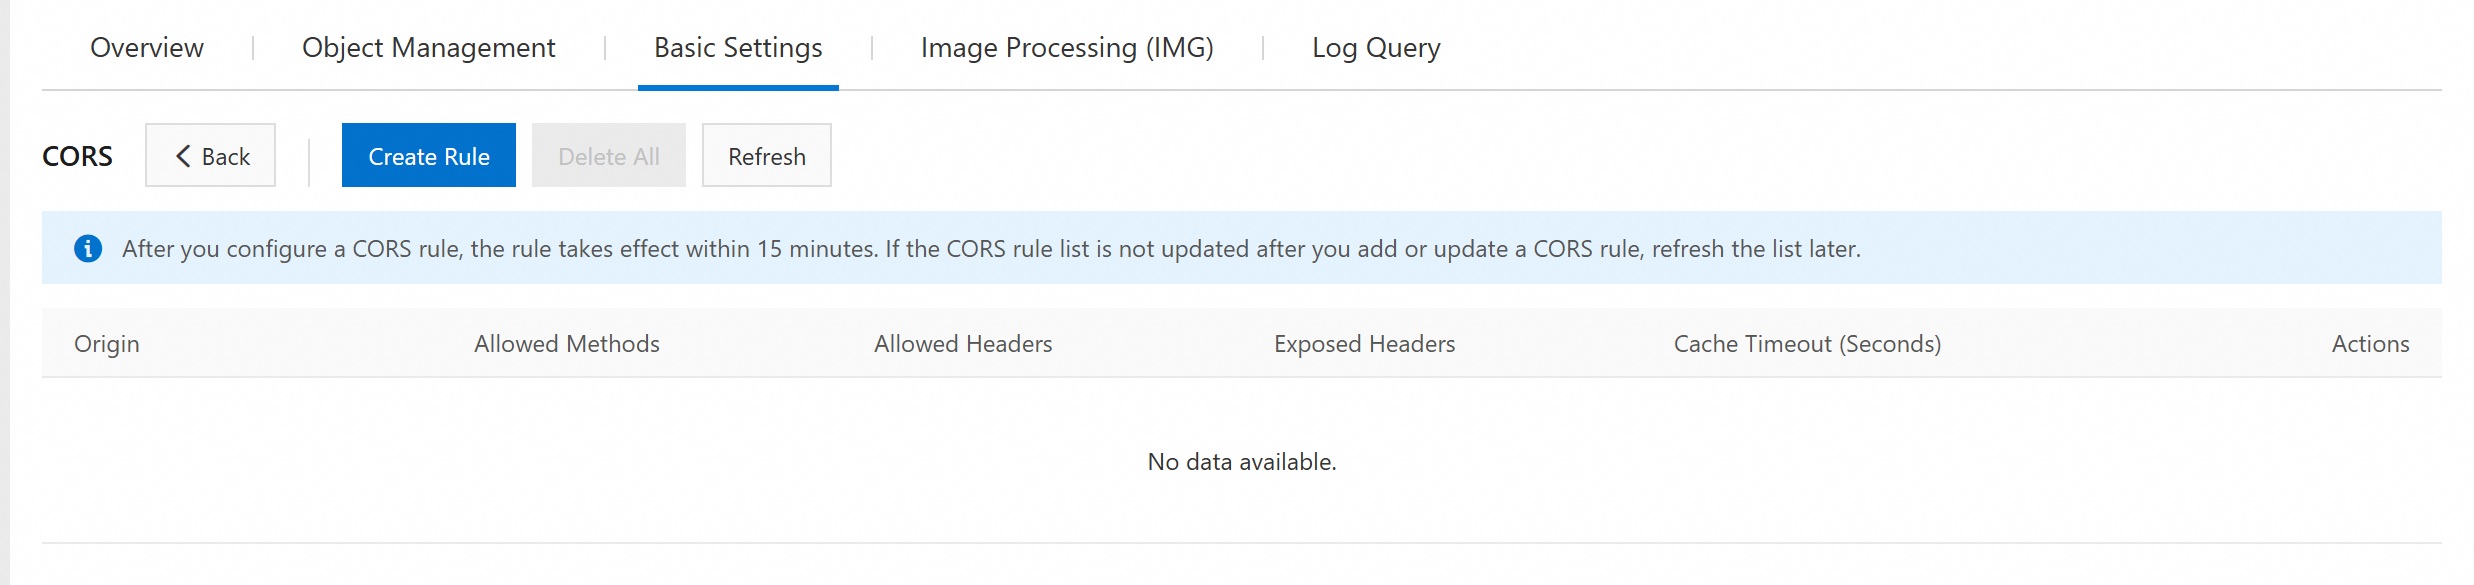 Overview Object Management Basic Settings Image Processing (IMG) Log Query
CORS Back Create Rule Delete All Refresh
After you configure a CORS rule, the rule takes effect within 15 minutes. If the CORS rule list is not updated after you add or update a CORS rule, refresh the list later.
Origin Allowed Methods Allowed Headers Exposed Headers Cache Timeout (Seconds) Actions
No data available.